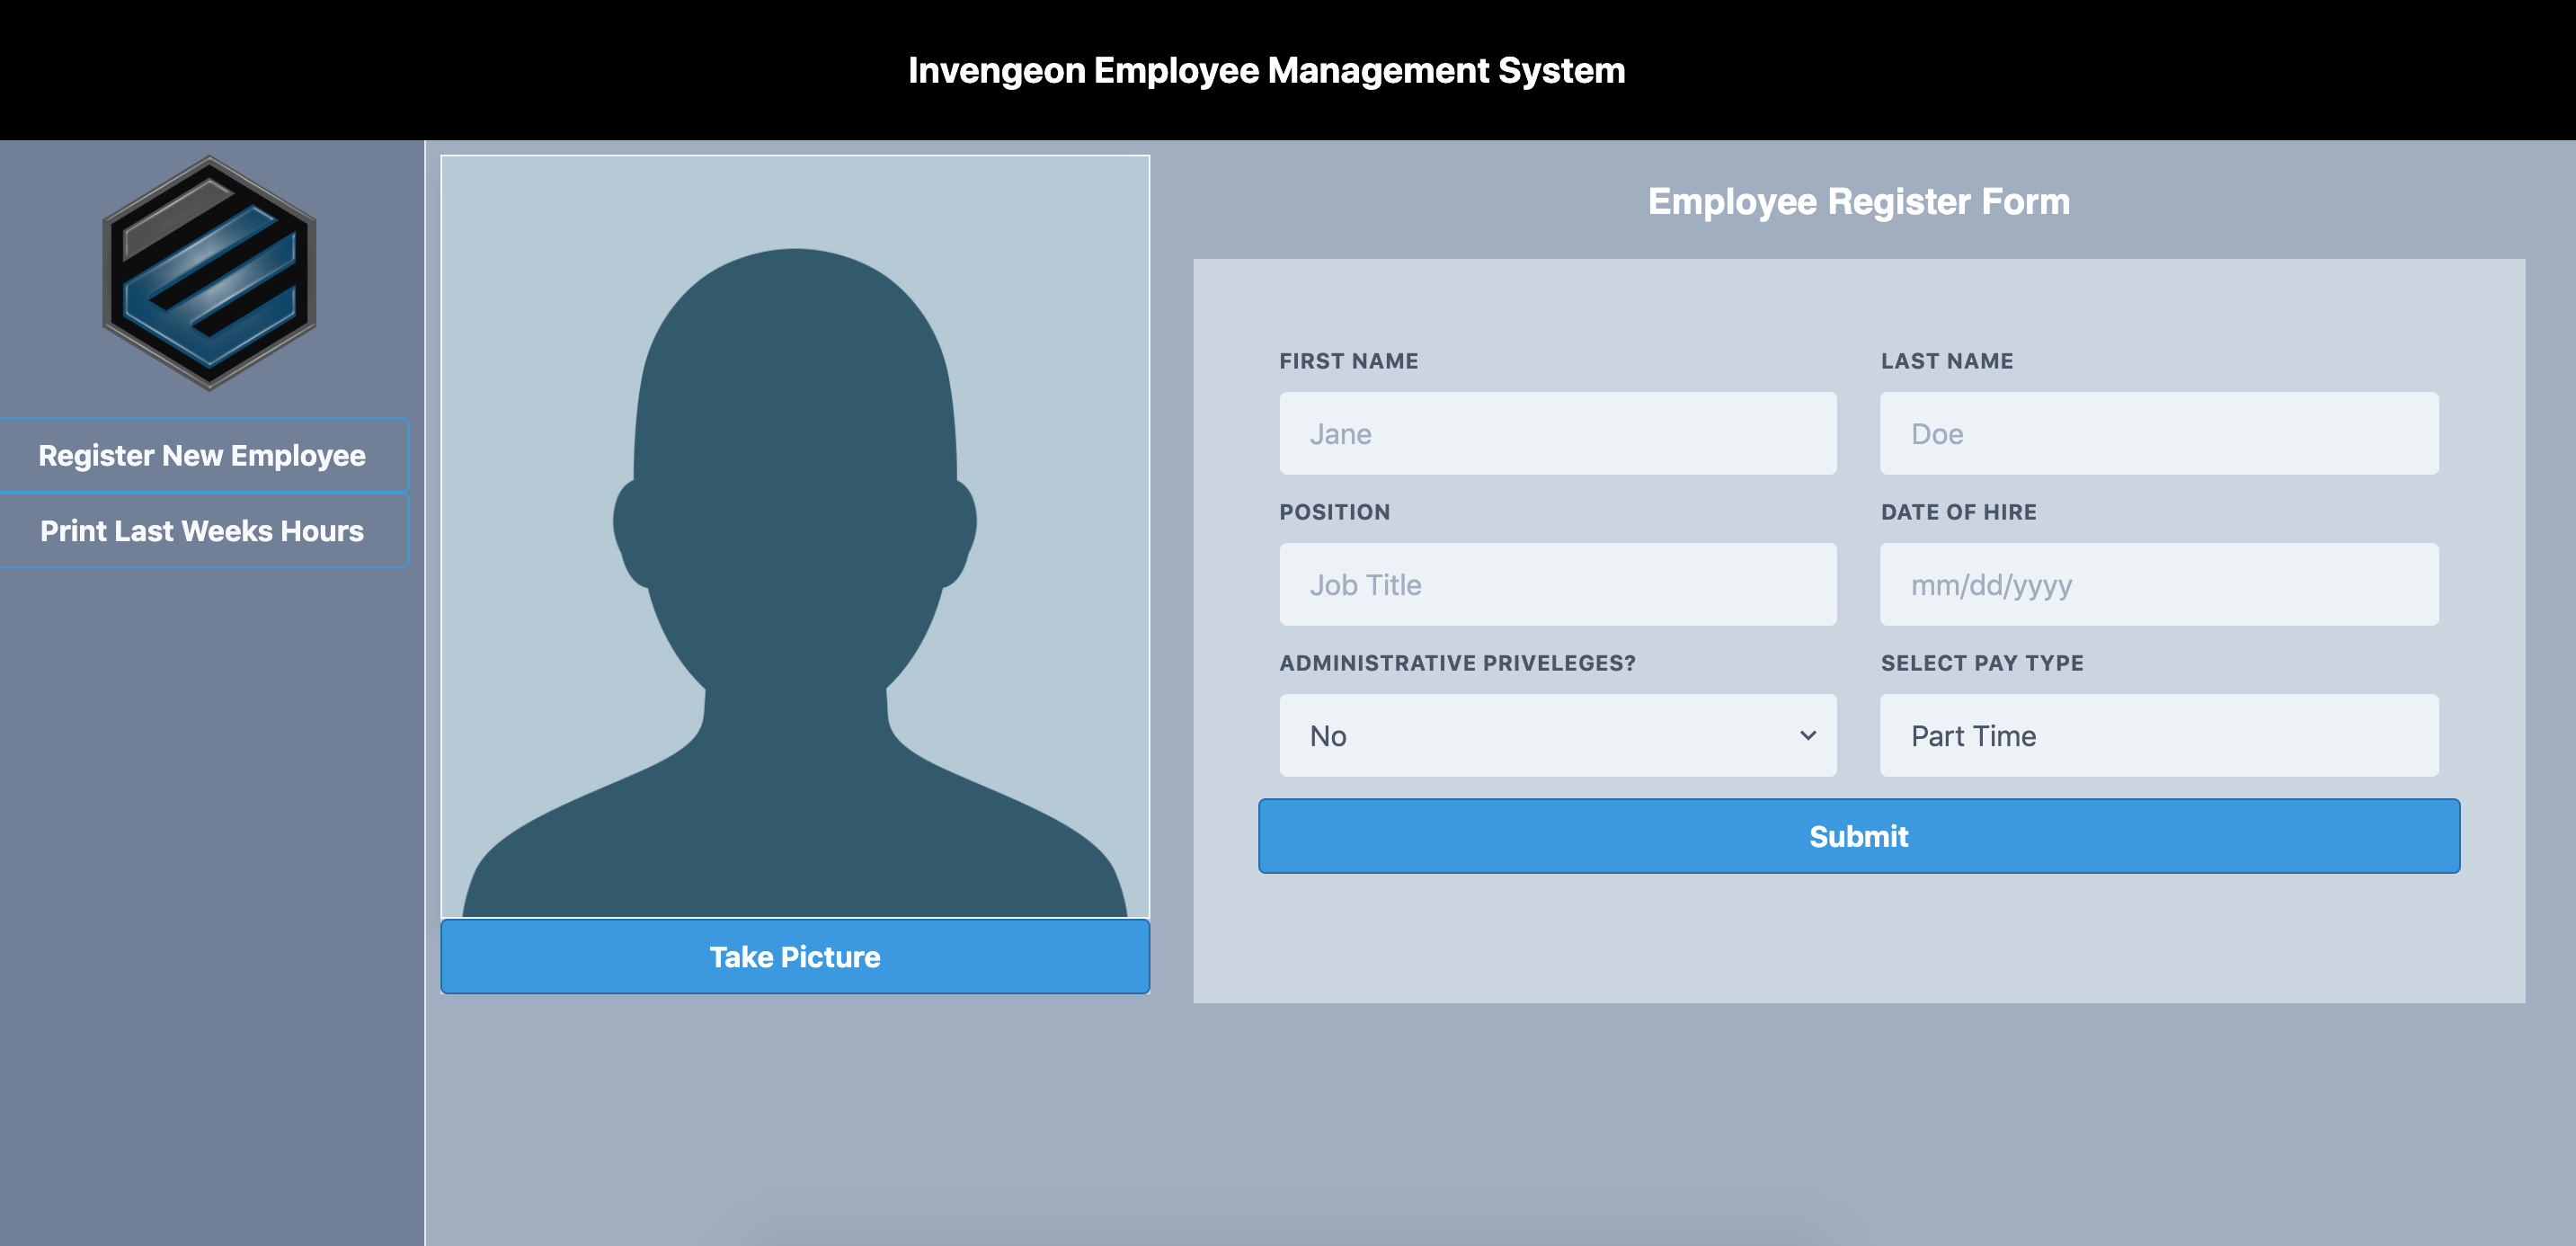 Invengeon Employee Management System
Register New Employee
Print Last Weeks Hours
Take Picture
Employee Register Form
FIRST NAME
Jane
LAST NAME
Doe
POSITION
Job Title
DATE OF HIRE
mm/dd/yyyy
ADMINISTRATIVE PRIVELEGES?
No
SELECT PAY TYPE
Part Time
Submit